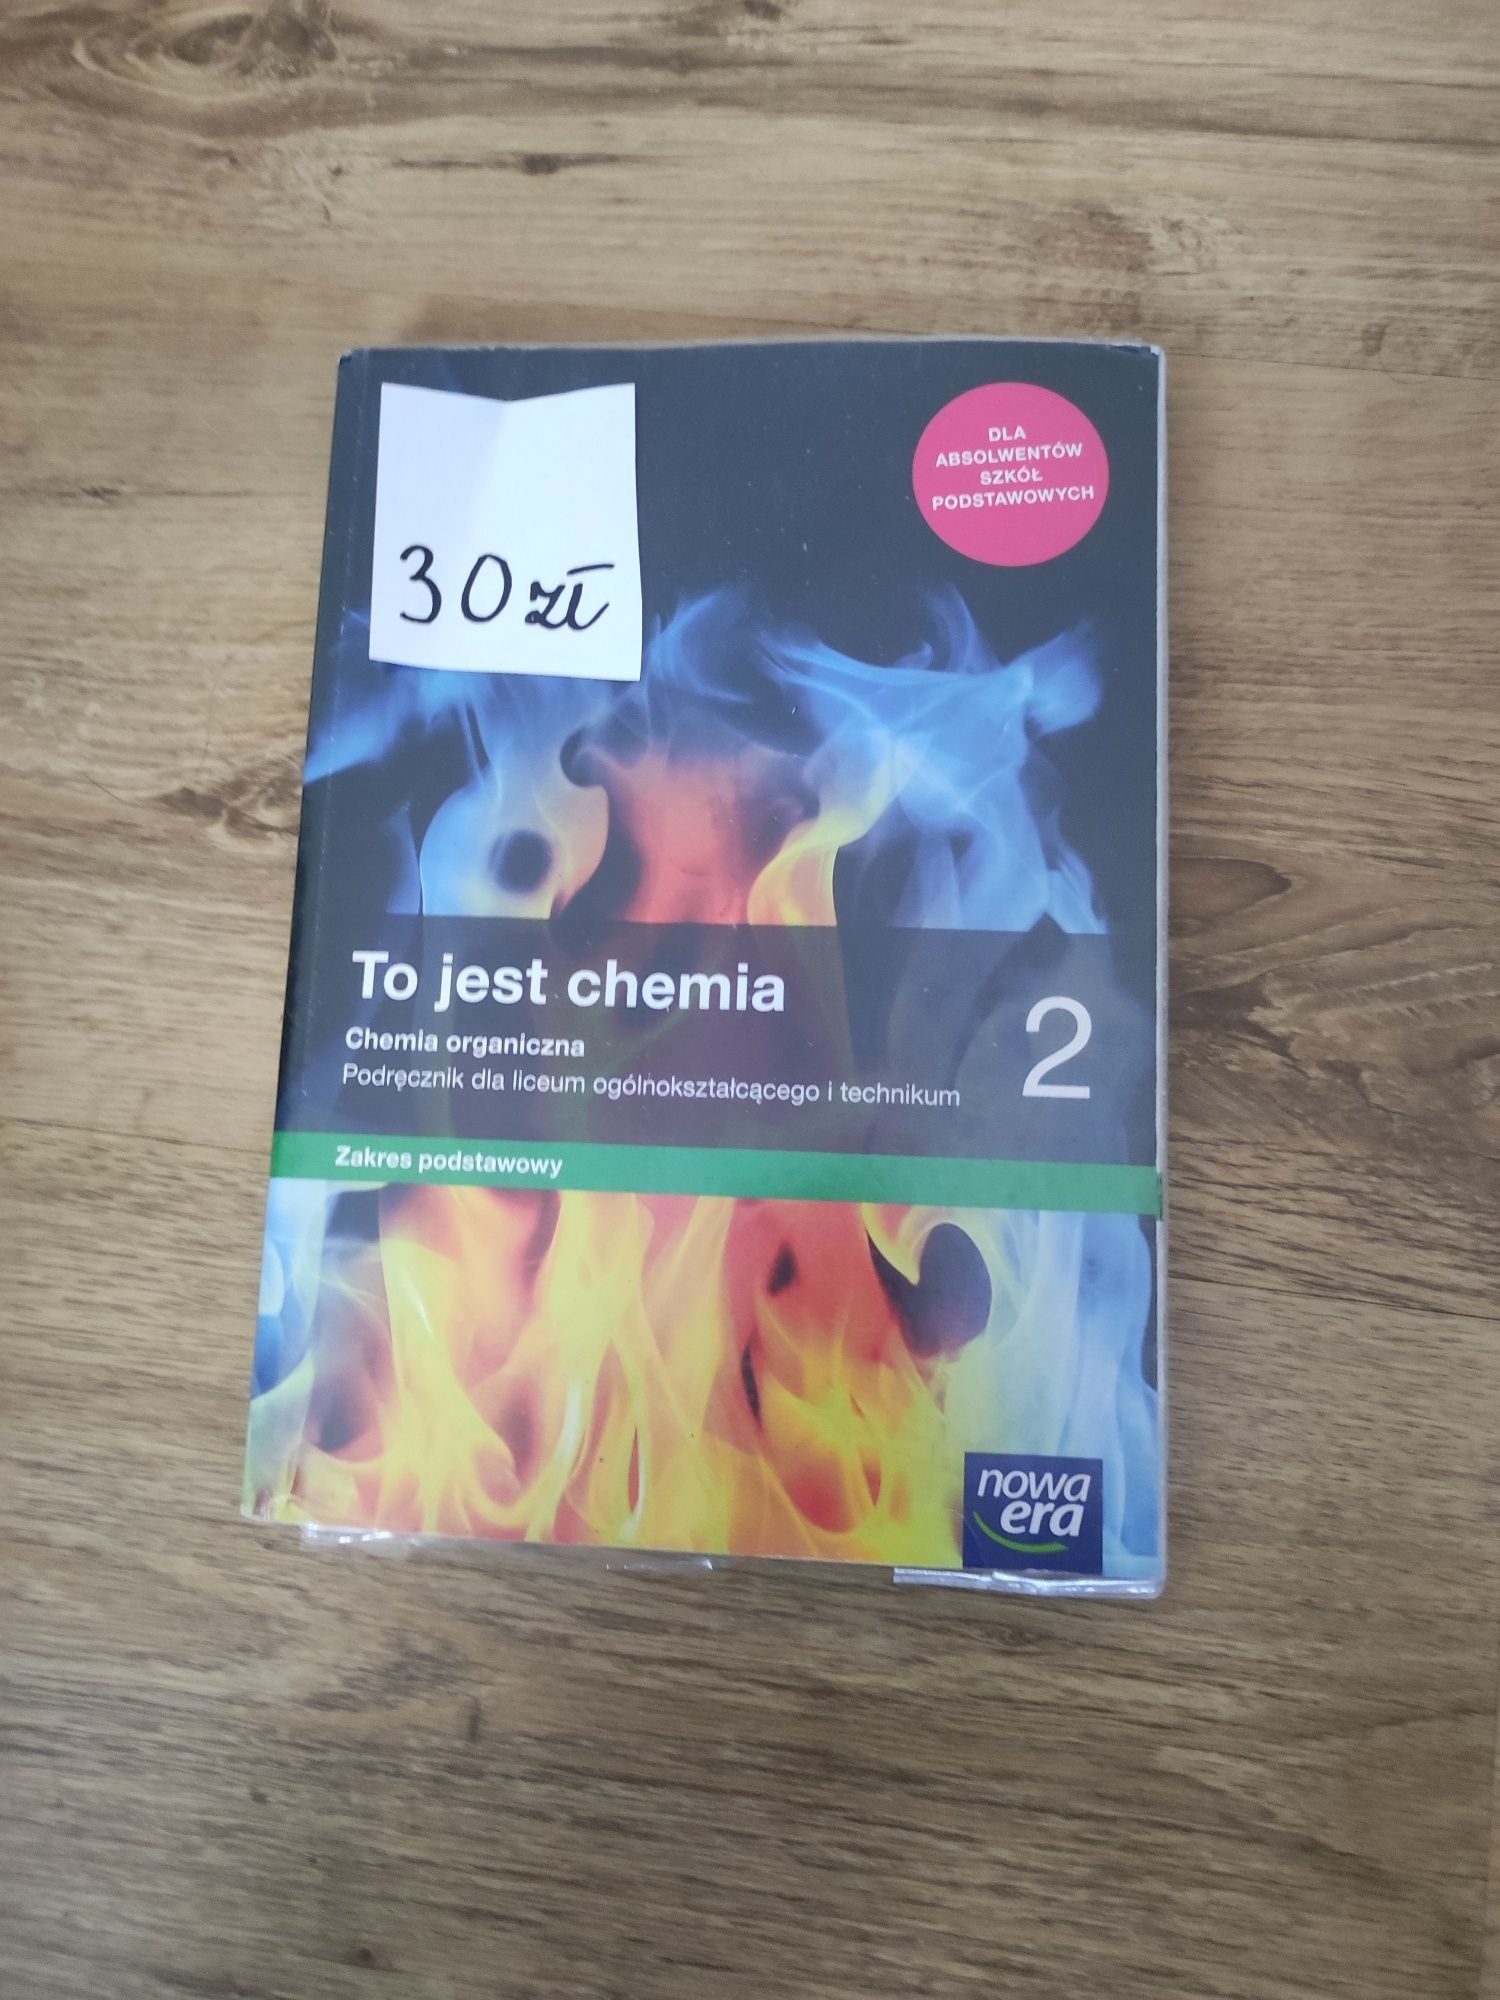 30 zł
DLA
ABSOLWENTÓW
SZKÓŁ
PODSTAWOWYCH
To jest chemia
2
Chemia organiczna
Podręcznik dla liceum ogólnokształcącego i technikum
Zakres podstawowy
nowa
era